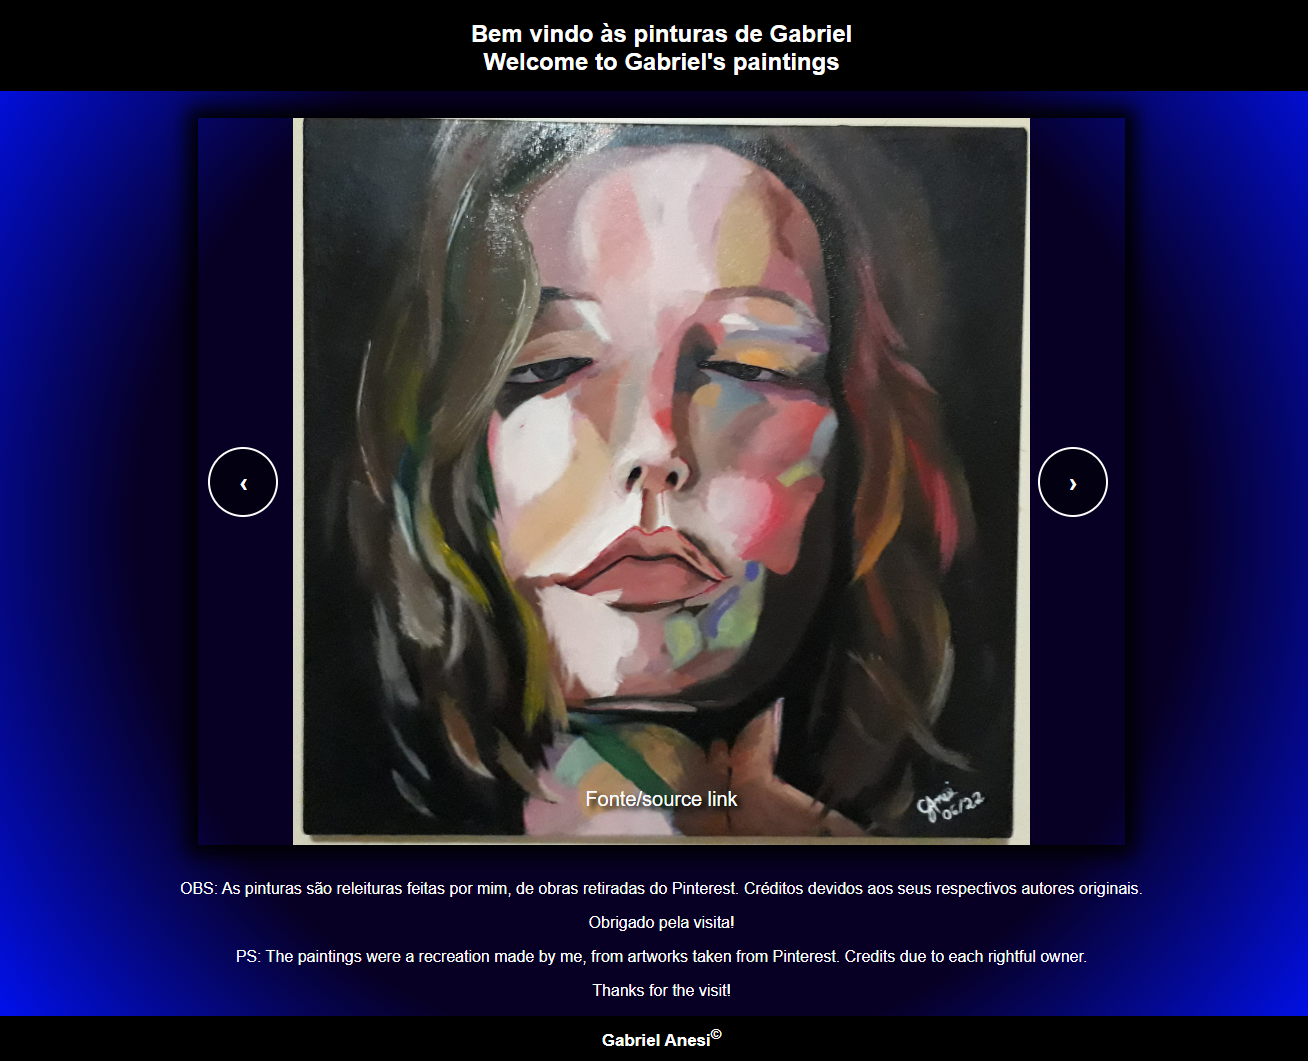 Bem vindo às pinturas de Gabriel
Welcome to Gabriel's paintings
‹
›
Fonte/source link
GAnesi
06/22
OBS: As pinturas são releituras feitas por mim, de obras retiradas do Pinterest. Créditos devidos aos seus respectivos autores originais.
Obrigado pela visita!
PS: The paintings were a recreation made by me, from artworks taken from Pinterest. Credits due to each rightful owner.
Thanks for the visit!
Gabriel Anesi©